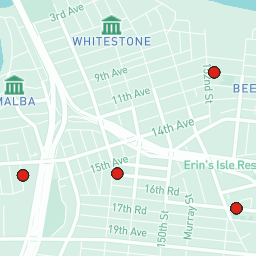 3rd Ave
WHITESTONE
9th Ave
11th Ave
MALBA
BEE
14th Ave
15th Ave
Erin's Isle Res
16th Rd
17th Rd
150th St
Murray St
19th Ave